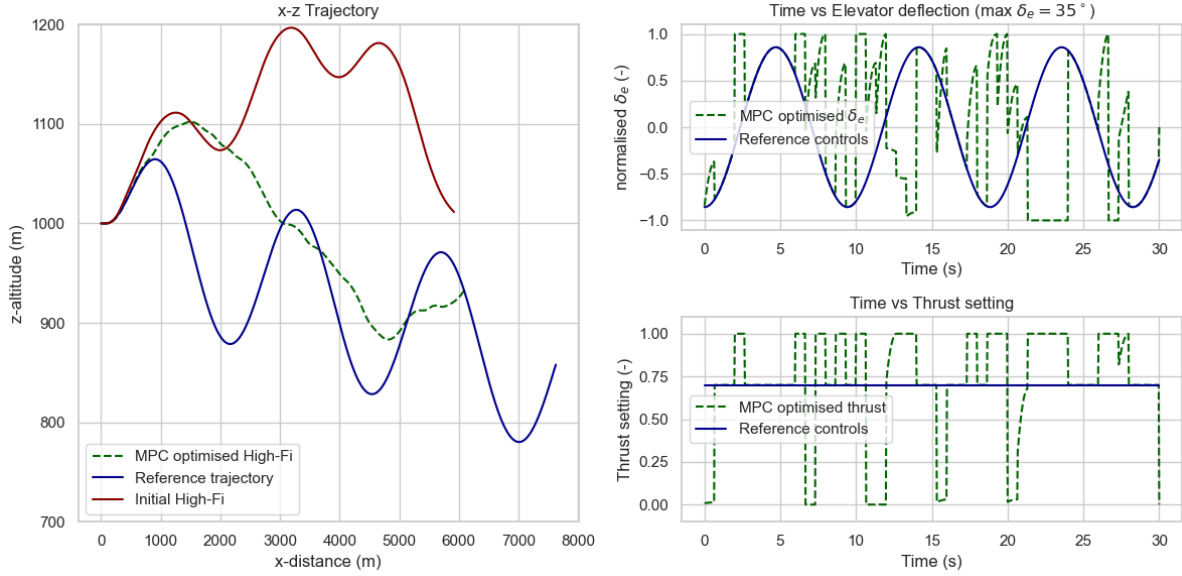 x-z Trajectory
1200
1100
1000
900
800
700
z-altitude (m)
MPC optimised High-Fi
Reference trajectory
Initial High-Fi
0 1000 2000 3000 4000 5000 6000 7000 8000
x-distance (m)
Time vs Elevator deflection (max δₑ = 35°)
1.0
0.5
0.0
−0.5
−1.0
normalised δₑ (-)
MPC optimised δₑ
Reference controls
0 5 10 15 20 25 30
Time (s)
Time vs Thrust setting
1.00
0.75
0.50
0.25
0.00
Thrust setting (-)
MPC optimised thrust
Reference controls
0 5 10 15 20 25 30
Time (s)